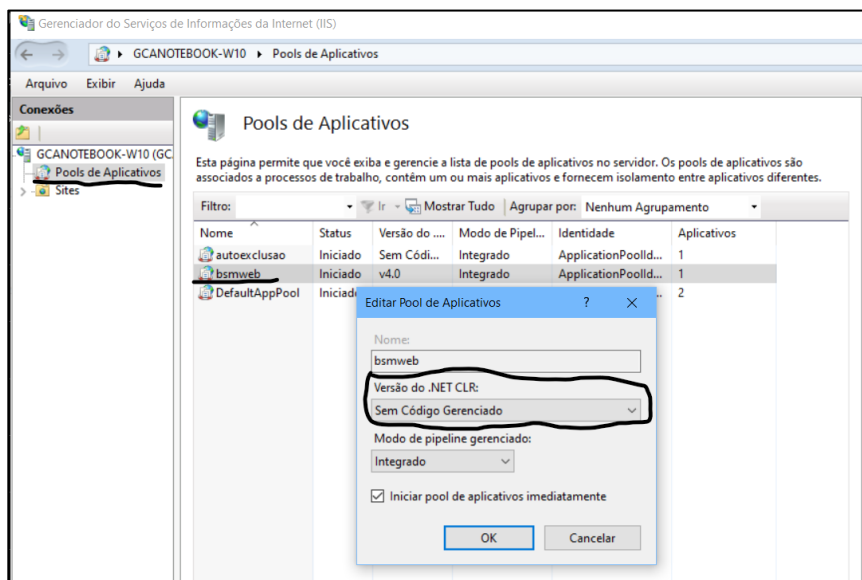 Gerenciador do Serviços de Informações da Internet (IIS)
GCANOTEBOOK-W10 Pools de Aplicativos
Arquivo Exibir Ajuda
Conexões
GCANOTEBOOK-W10 (GC
Pools de Aplicativos
Sites
Pools de Aplicativos
Esta página permite que você exiba e gerencie a lista de pools de aplicativos no servidor. Os pools de aplicativos são
associados a processos de trabalho, contêm um ou mais aplicativos e fornecem isolamento entre aplicativos diferentes.
Filtro: Ir Mostrar Tudo Agrupar por: Nenhum Agrupamento
Nome Status Versão do .... Modo de Pipel... Identidade Aplicativos
autoexclusao Iniciado Sem Códi... Integrado ApplicationPoolId... 1
bsmweb Iniciado v4.0 Integrado ApplicationPoolId... 1
DefaultAppPool Iniciado 2
Editar Pool de Aplicativos ?
Nome:
bsmweb
Versão do .NET CLR:
Sem Código Gerenciado
Modo de pipeline gerenciado:
Integrado
Iniciar pool de aplicativos imediatamente
OK Cancelar